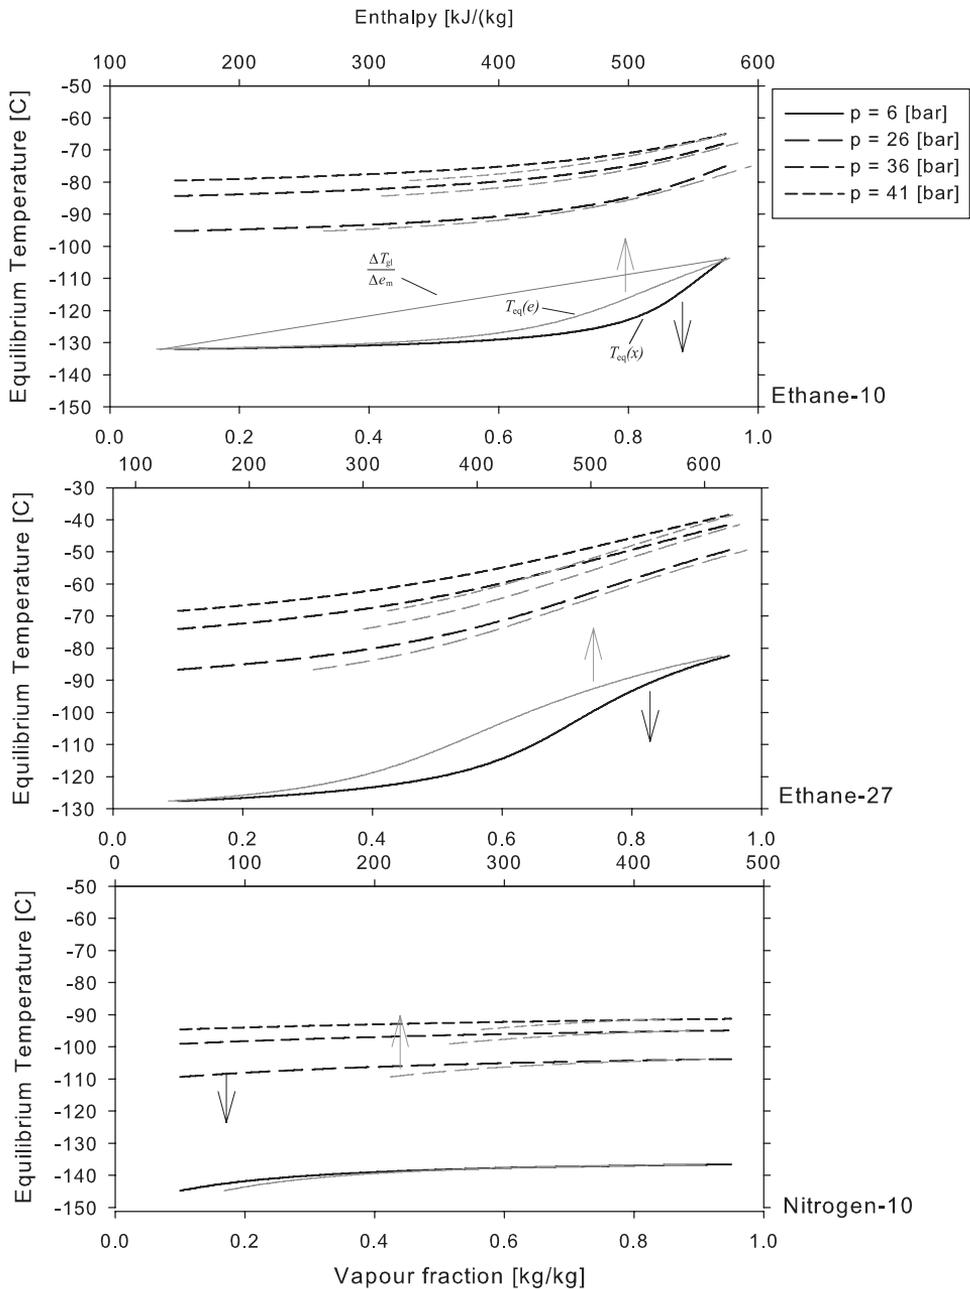 Enthalpy [kJ/(kg
100 200 300 400 500 600
Equilibrium Temperature [C]
-50
-60
-70
-80
-90
-100
-110
-120
-130
-140
-150
p = 6 [bar]
p = 26 [bar]
p = 36 [bar]
p = 41 [bar]
ΔT_gl
Δe_m
T_eq(e)
T_eq(x)
Ethane-10
0.0 0.2 0.4 0.6 0.8 1.0
100 200 300 400 500 600
Equilibrium Temperature [C]
-30
-40
-50
-60
-70
-80
-90
-100
-110
-120
-130
Ethane-27
0.0 0.2 0.4 0.6 0.8 1.0
0 100 200 300 400 500
Equilibrium Temperature [C]
-50
-60
-70
-80
-90
-100
-110
-120
-130
-140
-150
Nitrogen-10
0.0 0.2 0.4 0.6 0.8 1.0
Vapour fraction [kg/kg]